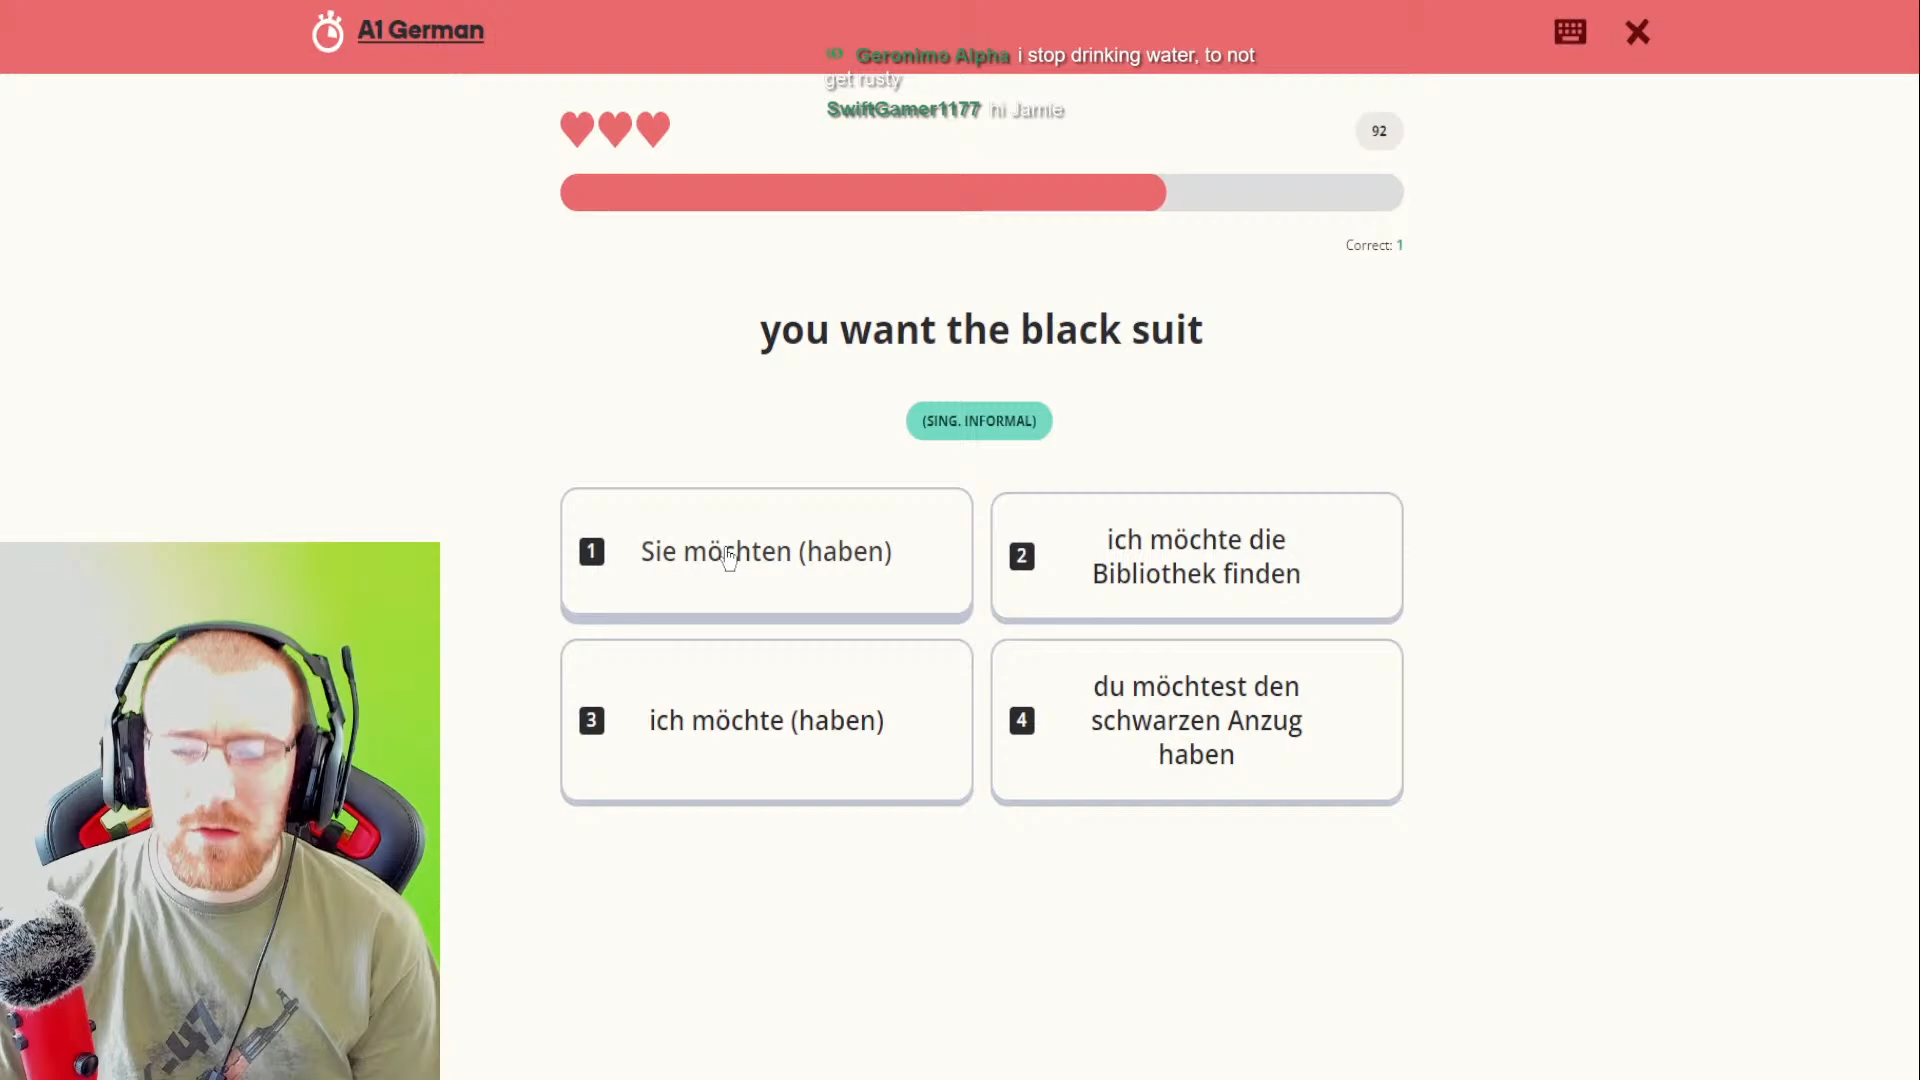 A1 German
Geronimo Alpha i stop drinking water, to not
get rusty
SwiftGamer1177 hi Jamie
92
Correct: 1
you want the black suit
(SING. INFORMAL)
1 Sie möchten (haben)
2 ich möchte die
Bibliothek finden
3 ich möchte (haben)
4 du möchtest den
schwarzen Anzug
haben
-47